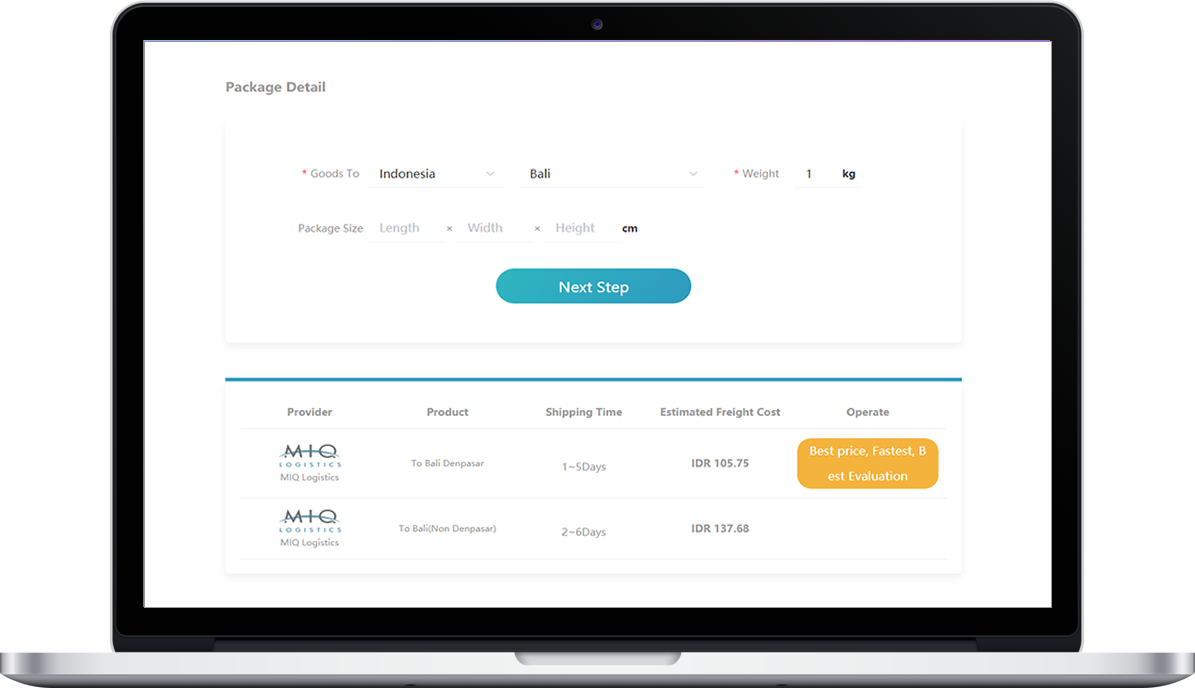 Package Detail
* Goods To Indonesia Bali * Weight 1 kg
Package Size Length × Width × Height cm
Next Step
Provider Product Shipping Time Estimated Freight Cost Operate
MIQ
LOGISTICS
MIQ Logistics
To Bali Denpasar
1~5Days
IDR 105.75
Best price, Fastest, B
est Evaluation
MIQ
LOGISTICS
MIQ Logistics
To Bali(Non Denpasar)
2~6Days
IDR 137.68